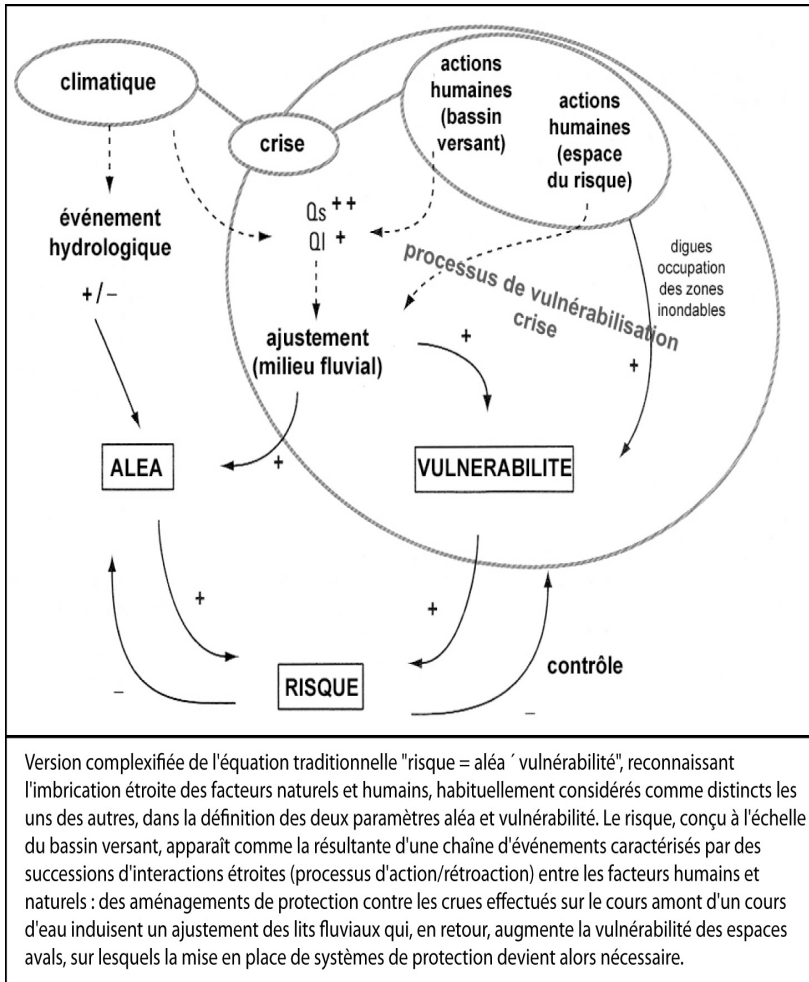 climatique
crise
actions
humaines
(bassin
versant)
actions
humaines
(espace
du risque)
événement
hydrologique
+/−
Qs ++
Ql +
processus de vulnérabilisation
crise
digues
occupation
des zones
inondables
ajustement
(milieu fluvial)
+
+
+
ALEA
VULNERABILITE
+
+
−
RISQUE
contrôle
−
Version complexifiée de l'équation traditionnelle "risque = aléa ´ vulnérabilité", reconnaissant
l'imbrication étroite des facteurs naturels et humains, habituellement considérés comme distincts les
uns des autres, dans la définition des deux paramètres aléa et vulnérabilité. Le risque, conçu à l'échelle
du bassin versant, apparaît comme la résultante d'une chaîne d'événements caractérisés par des
successions d'interactions étroites (processus d'action/rétroaction) entre les facteurs humains et
naturels : des aménagements de protection contre les crues effectués sur le cours amont d'un cours
d'eau induisent un ajustement des lits fluviaux qui, en retour, augmente la vulnérabilité des espaces
avals, sur lesquels la mise en place de systèmes de protection devient alors nécessaire.